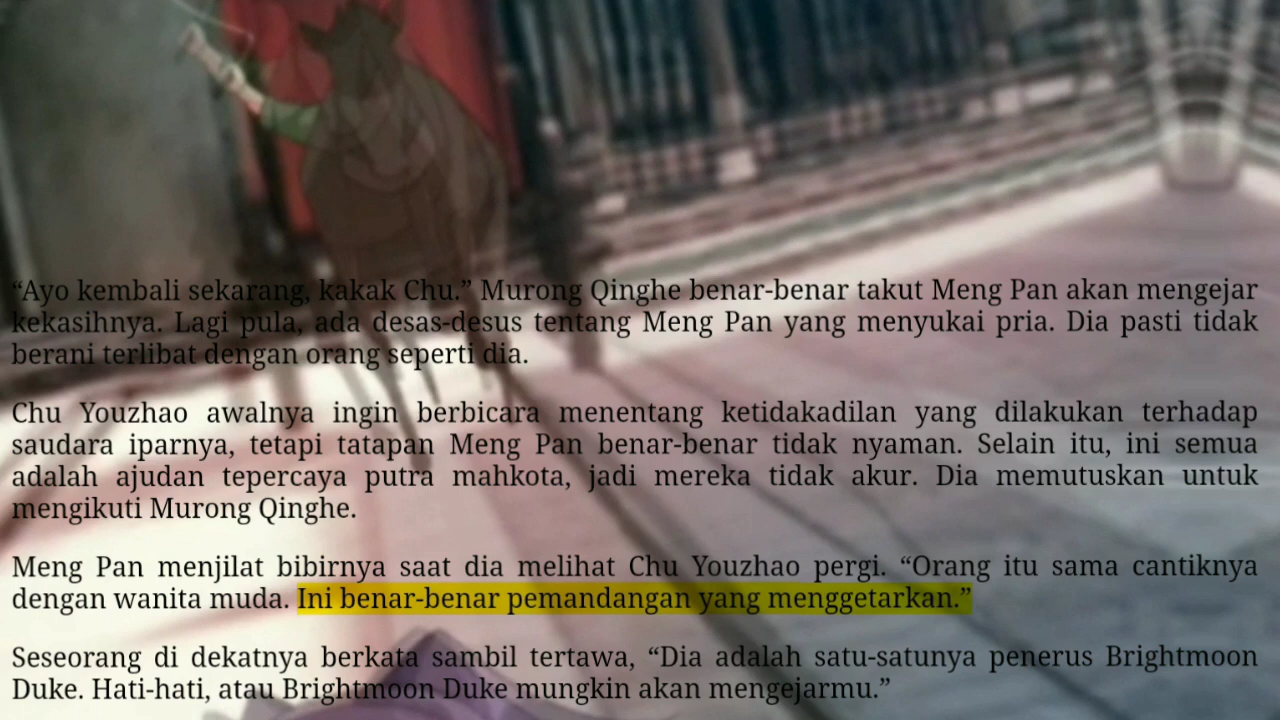 “Ayo kembali sekarang, kakak Chu.” Murong Qinghe benar-benar takut Meng Pan akan mengejar
kekasihnya. Lagi pula, ada desas-desus tentang Meng Pan yang menyukai pria. Dia pasti tidak
berani terlibat dengan orang seperti dia.
Chu Youzhao awalnya ingin berbicara menentang ketidakadilan yang dilakukan terhadap
saudara iparnya, tetapi tatapan Meng Pan benar-benar tidak nyaman. Selain itu, ini semua
adalah ajudan tepercaya putra mahkota, jadi mereka tidak akur. Dia memutuskan untuk
mengikuti Murong Qinghe.
Meng Pan menjilat bibirnya saat dia melihat Chu Youzhao pergi. “Orang itu sama cantiknya
dengan wanita muda. Ini benar-benar pemandangan yang menggetarkan.”
Seseorang di dekatnya berkata sambil tertawa, “Dia adalah satu-satunya penerus Brightmoon
Duke. Hati-hati, atau Brightmoon Duke mungkin akan mengejarmu.”